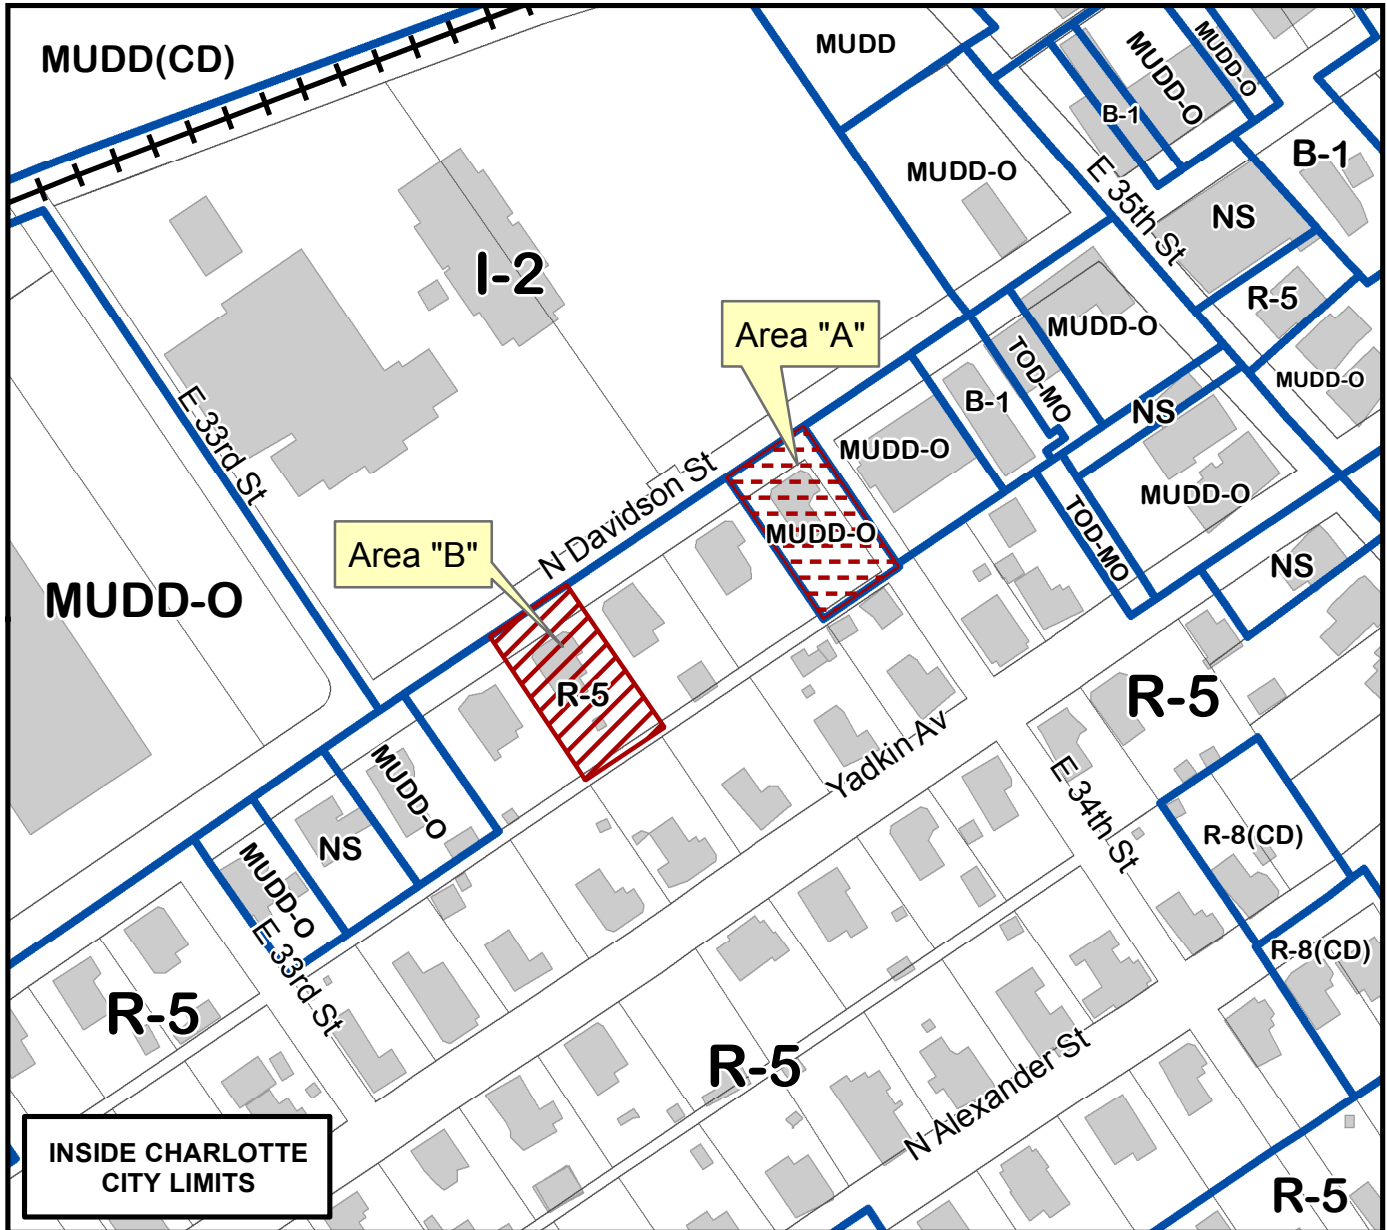 MUDD(CD)
MUDD
MUDD-O
MUDD-O
B-1
B-1
MUDD-O
E 35th St
NS
I-2
R-5
Area "A"
MUDD-O
TOD-MO
MUDD-O
B-1
NS
E 33rd St
MUDD-O
N Davidson St
MUDD-O
TOD-MO
Area "B"
MUDD-O
NS
MUDD-O
R-5
R-5
MUDD-O
Yadkin Av
E 34th St
R-8(CD)
NS
MUDD-O
E 33rd St
R-8(CD)
R-5
R-5
N Alexander St
INSIDE CHARLOTTE
CITY LIMITS
R-5